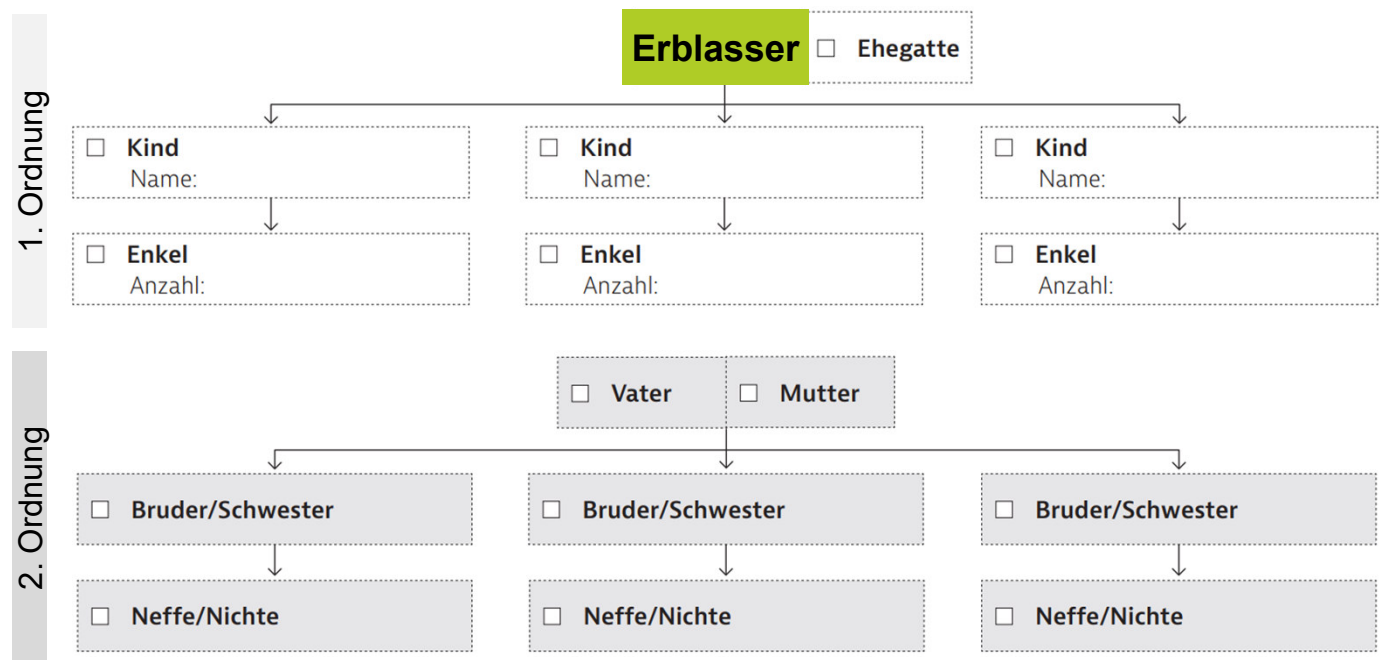 1. Ordnung
Erblasser ☐ Ehegatte
☐ Kind ☐ Kind ☐ Kind
Name: Name: Name:
☐ Enkel ☐ Enkel ☐ Enkel
Anzahl: Anzahl: Anzahl:
2. Ordnung
☐ Vater ☐ Mutter
☐ Bruder/Schwester ☐ Bruder/Schwester ☐ Bruder/Schwester
☐ Neffe/Nichte ☐ Neffe/Nichte ☐ Neffe/Nichte